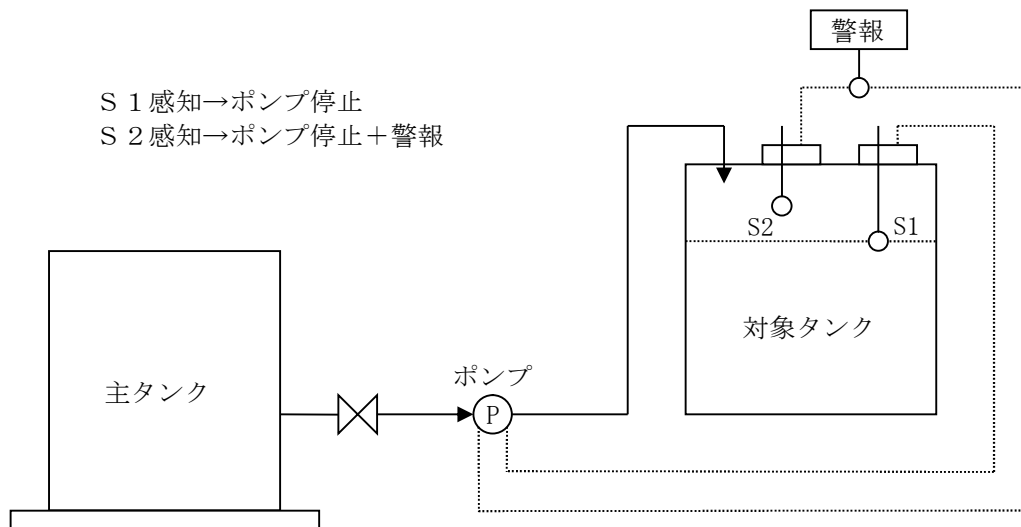 警報
S1感知→ポンプ停止
S2感知→ポンプ停止+警報
S2
S1
対象タンク
ポンプ
主タンク
P